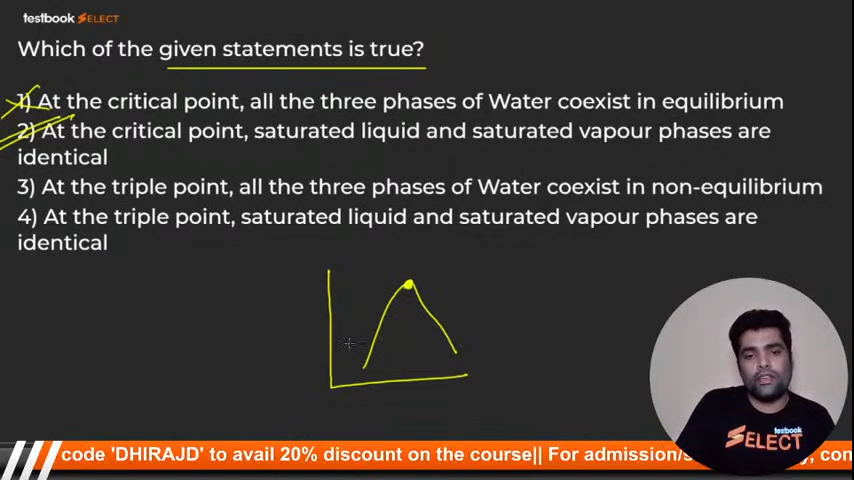 testbook SELECT
Which of the given statements is true?
1) At the critical point, all the three phases of Water coexist in equilibrium
2) At the critical point, saturated liquid and saturated vapour phases are
identical
3) At the triple point, all the three phases of Water coexist in non-equilibrium
4) At the triple point, saturated liquid and saturated vapour phases are
identical
testbook
SELECT
code 'DHIRAJD' to avail 20% discount on the course|| For admission/s